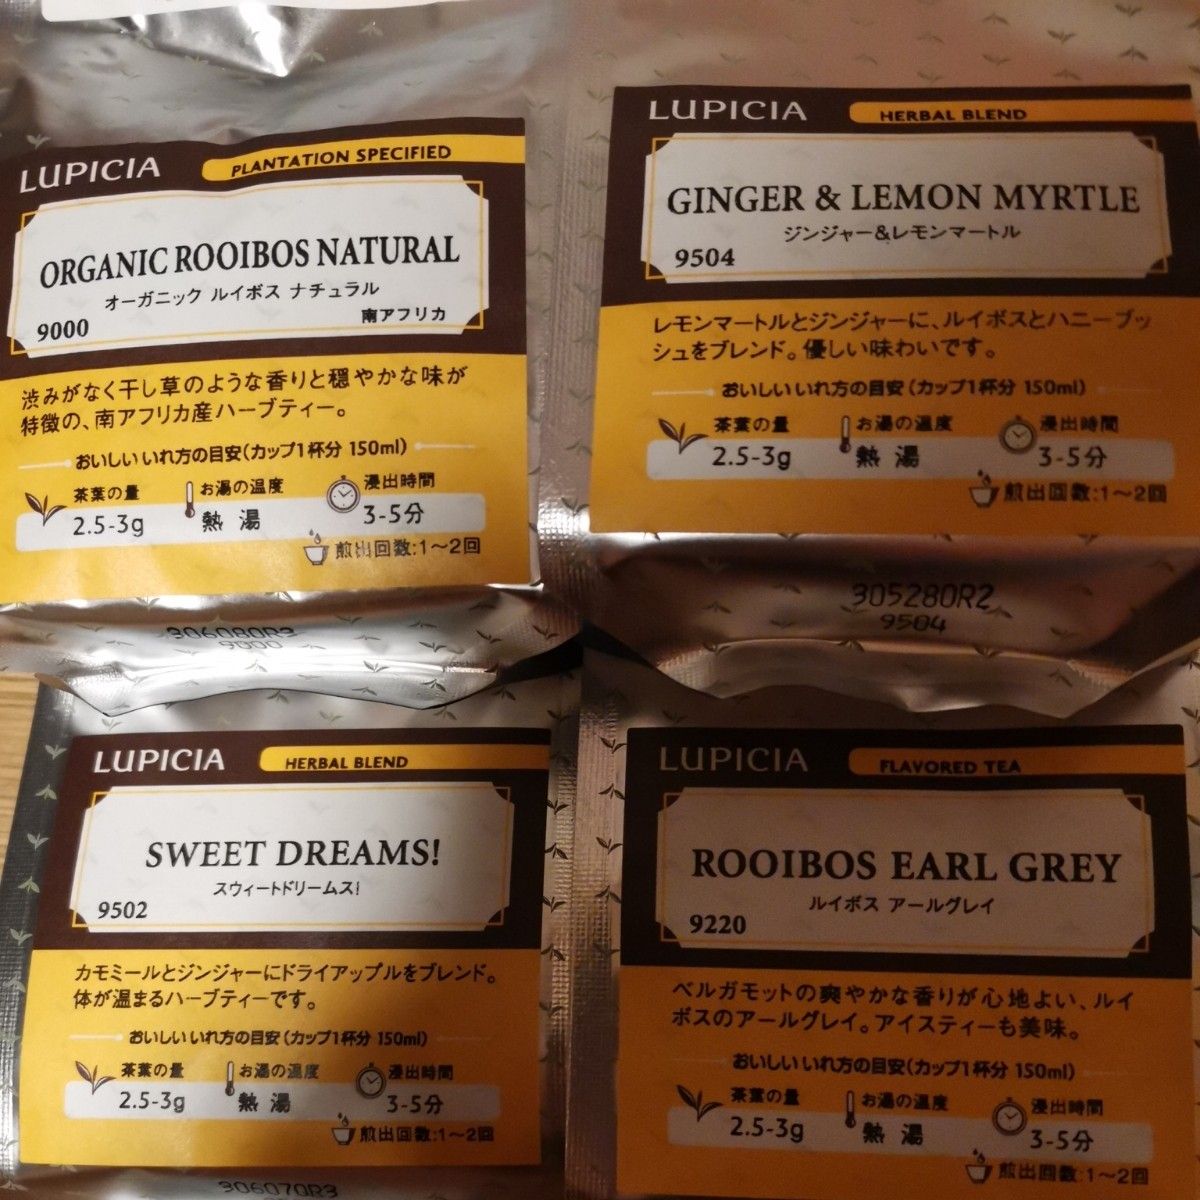 LUPICIA
PLANTATION SPECIFIED
ORGANIC ROOIBOS NATURAL
オーガニック ルイボス ナチュラル
9000
南アフリカ
渋みがなく干し草のような香りと穏やかな味が
特徴の、南アフリカ産ハーブティー。
おいしいいれ方の目安(カップ1杯分 150ml)
茶葉の量 お湯の温度 浸出時間
2.5-3g 熱湯 3-5分
煎出回数:1〜2回
306080R3
9000
LUPICIA
HERBAL BLEND
GINGER & LEMON MYRTLE
ジンジャー&レモンマートル
9504
レモンマートルとジンジャーに、ルイボスとハニーブッ
シュをブレンド。優しい味わいです。
おいしいいれ方の目安(カップ1杯分 150ml)
茶葉の量 お湯の温度 浸出時間
2.5-3g 熱湯 3-5分
煎出回数:1〜2回
305280R2
9504
LUPICIA
HERBAL BLEND
SWEET DREAMS!
スウィートドリームス!
9502
カモミールとジンジャーにドライアップルをブレンド。
体が温まるハーブティーです。
おいしいいれ方の目安(カップ1杯分 150ml)
茶葉の量 お湯の温度 浸出時間
2.5-3g 熱湯 3-5分
煎出回数:1〜2回
306070R3
LUPICIA
FLAVORED TEA
ROOIBOS EARL GREY
ルイボス アールグレイ
9220
ベルガモットの爽やかな香りが心地よい、ルイ
ボスのアールグレイ。アイスティーも美味。
おいしいいれ方の目安(カップ1杯分 150ml)
茶葉の量 お湯の温度 浸出時間
2.5-3g 熱湯 3-5分
煎出回数:1〜2回